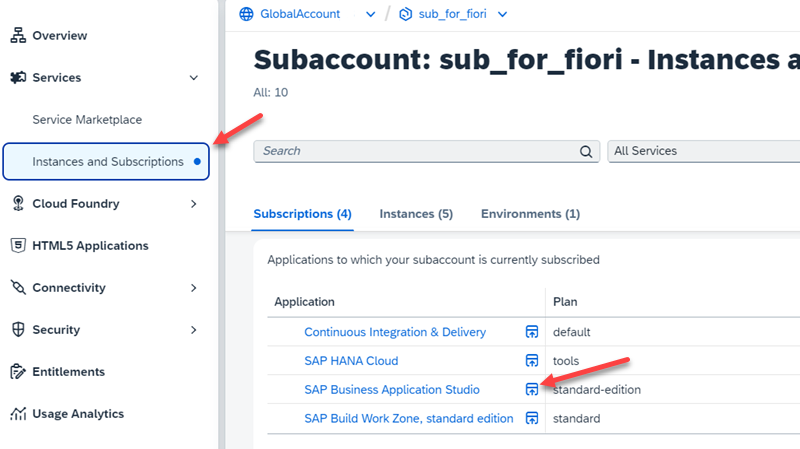 GlobalAccount / sub_for_fiori
Subaccount: sub_for_fiori - Instances a
All: 10
Overview
Services
Service Marketplace
Instances and Subscriptions
Cloud Foundry
5 HTML5 Applications
Connectivity
Security
Entitlements
Usage Analytics
Search
All Services
Subscriptions (4) Instances (5) Environments (1)
Applications to which your subaccount is currently subscribed
Application Plan
Continuous Integration & Delivery default
SAP HANA Cloud tools
SAP Business Application Studio standard-edition
SAP Build Work Zone, standard edition standard